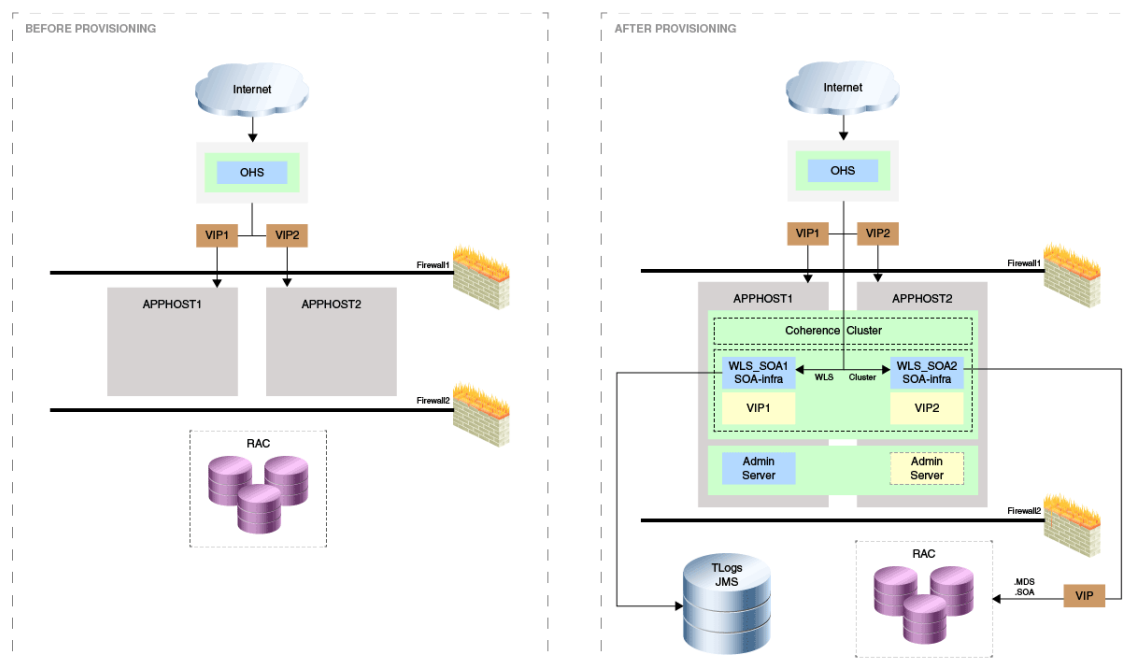 BEFORE PROVISIONING
Internet
OHS
VIP1
VIP2
Firewall1
APPHOST1
APPHOST2
Firewall2
RAC
AFTER PROVISIONING
Internet
OHS
VIP1
VIP2
Firewall1
APPHOST1
APPHOST2
Coherence Cluster
WLS_SOA1
SOA-infra
WLS Cluster
WLS_SOA2
SOA-infra
VIP1
VIP2
Admin
Server
Admin
Server
Firewall2
TLogs
JMS
RAC
.MDS
.SOA
VIP